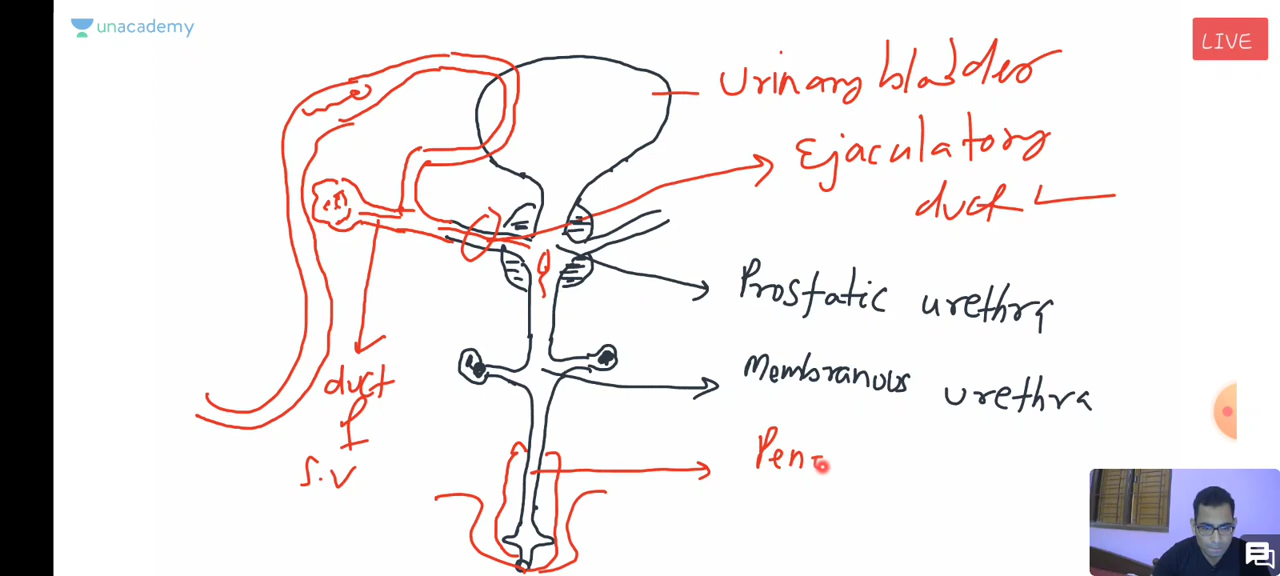 unacademy
LIVE
Urinary bladder
Ejaculatory
duct
Prostatic urethra
Membranous urethra
duct
of
S.V
Pen